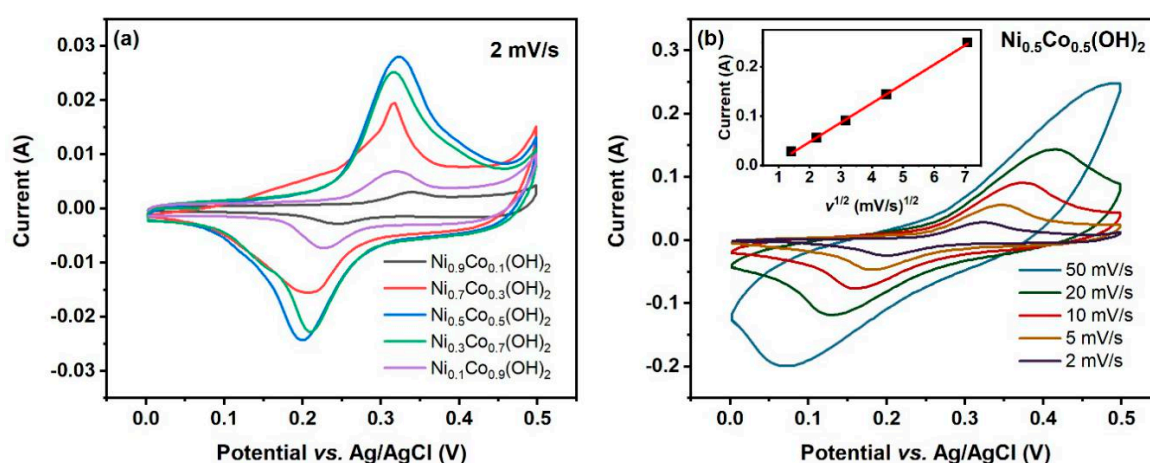 (a)
2 mV/s
0.03
0.02
0.01
0.00
-0.01
-0.02
-0.03
Current (A)
Ni0.9Co0.1(OH)2
Ni0.7Co0.3(OH)2
Ni0.5Co0.5(OH)2
Ni0.3Co0.7(OH)2
Ni0.1Co0.9(OH)2
0.0 0.1 0.2 0.3 0.4 0.5
Potential vs. Ag/AgCl (V)
(b)
Ni0.5Co0.5(OH)2
0.3
0.2
0.1
0.0
-0.1
-0.2
Current (A)
0.2
0.1
0.0
Current (A)
1 2 3 4 5 6 7
v1/2 (mV/s)1/2
50 mV/s
20 mV/s
10 mV/s
5 mV/s
2 mV/s
0.0 0.1 0.2 0.3 0.4 0.5
Potential vs. Ag/AgCl (V)